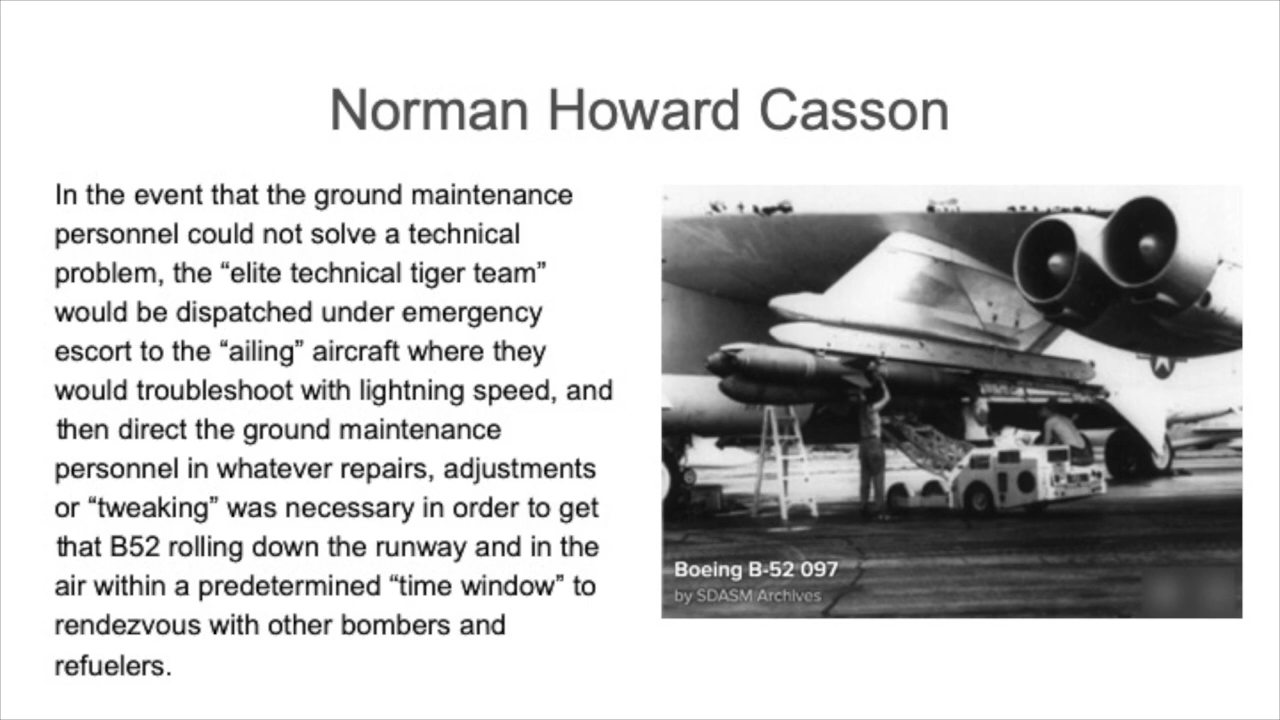 Norman Howard Casson
In the event that the ground maintenance
personnel could not solve a technical
problem, the “elite technical tiger team”
would be dispatched under emergency
escort to the “ailing” aircraft where they
would troubleshoot with lightning speed, and
then direct the ground maintenance
personnel in whatever repairs, adjustments
or “tweaking” was necessary in order to get
that B52 rolling down the runway and in the
air within a predetermined “time window” to
rendezvous with other bombers and
refuelers.
Boeing B-52 097
by SDASM Archives